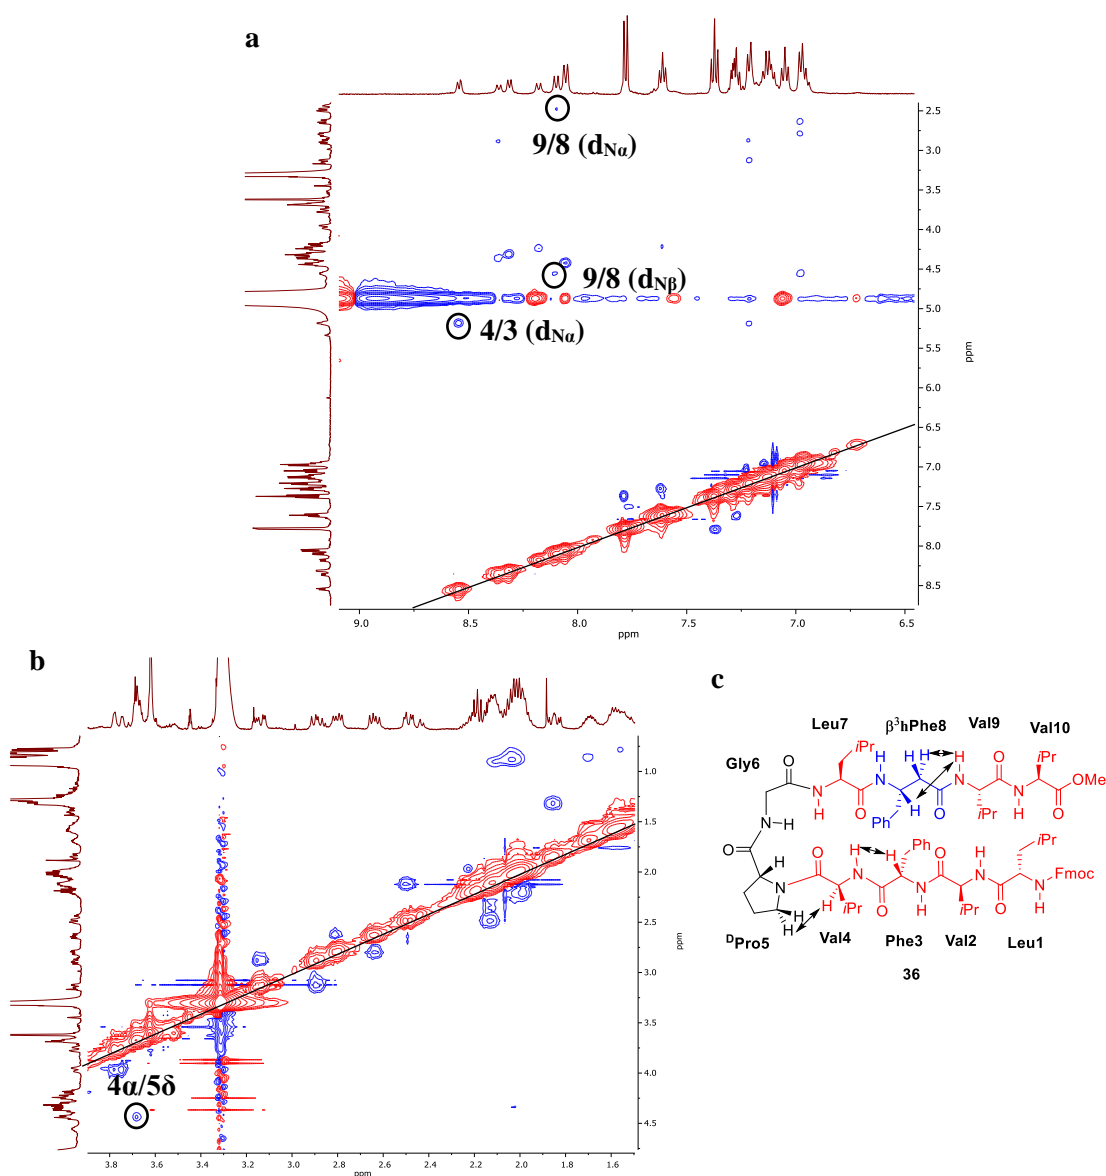 a
9/8 (dNα)
9/8 (dNβ)
4/3 (dNα)
2.5
3.0
3.5
4.0
4.5
5.0
5.5
6.0
6.5
7.0
7.5
8.0
8.5
ppm
9.0 8.5 8.0 7.5 7.0 6.5
ppm
b
4α/5δ
1.0
1.5
2.0
2.5
3.0
3.5
4.0
4.5
ppm
3.8 3.6 3.4 3.2 3.0 2.8 2.6 2.4 2.2 2.0 1.8 1.6
ppm
c
Leu7 β³hPhe8 Val9 Val10
iPr iPr
Gly6
O H H H H O
N N N N OMe
H O H O iPr O
Ph H
N H
O
O H H Ph O iPr
N N N N Fmoc
H iPr O H iPr O H
H
H
DPro5 Val4 Phe3 Val2 Leu1
36